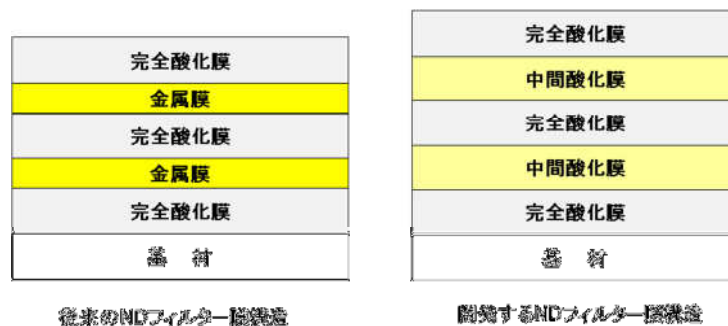 完全酸化膜
金属膜
完全酸化膜
金属膜
完全酸化膜
基 材
従来のNDフィルター膜構造
完全酸化膜
中間酸化膜
完全酸化膜
中間酸化膜
完全酸化膜
基 材
開発するNDフィルター膜構造